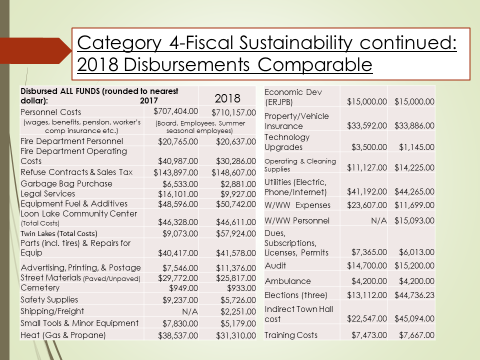 Category 4-Fiscal Sustainability continued:
2018 Disbursements Comparable
Disbursed ALL FUNDS (rounded to nearest
dollar): 2017 2018
Personnel Costs $707,404.00 $710,157.00
(wages, benefits, pension, worker's (Board, Employees, Summer
comp insurance etc.,) seasonal employees)
Fire Department Personnel $20,765.00 $20,637.00
Fire Department Operating
Costs $40,987.00 $30,286.00
Refuse Contracts & Sales Tax $143,897.00 $148,607.00
Garbage Bag Purchase $6,533.00 $2,881.00
Legal Services $16,101.00 $9,927.00
Equipment Fuel & Additives $48,596.00 $50,742.00
Loon Lake Community Center
(Total Costs) $46,328.00 $46,611.00
Twin Lakes (Total Costs) $9,073.00 $57,924.00
Parts (incl. tires) & Repairs for
Equip $40,417.00 $41,578.00
Advertising, Printing, & Postage $7,546.00 $11,376.00
Street Materials (Paved/Unpaved) $29,772.00 $25,817.00
Cemetery $949.00 $933.00
Safety Supplies $9,237.00 $5,726.00
Shipping/Freight N/A $2,251.00
Small Tools & Minor Equipment $7,830.00 $5,179.00
Heat (Gas & Propane) $38,537.00 $31,310.00
Economic Dev
(ERJPB) $15,000.00 $15,000.00
Property/Vehicle
Insurance $33,592.00 $33,886.00
Technology
Upgrades $3,500.00 $1,145.00
Operating & Cleaning
Supplies $11,127.00 $14,225.00
Utilities (Electric,
Phone/Internet) $41,192.00 $44,265.00
W/WW Expenses $23,607.00 $11,699.00
W/WW Personnel N/A $15,093.00
Dues,
Subscriptions,
Licenses, Permits $7,365.00 $6,013.00
Audit $14,700.00 $15,200.00
Ambulance $4,200.00 $4,200.00
Elections (three) $13,112.00 $44,736.23
Indirect Town Hall
cost $22,547.00 $45,094.00
Training Costs $7,473.00 $7,667.00